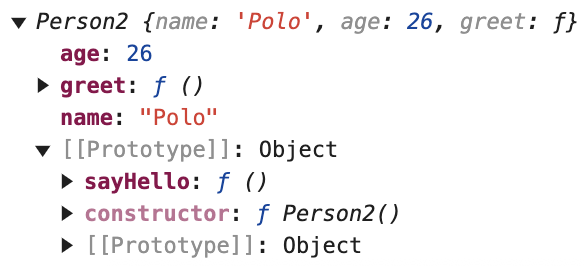 Person2 {name: 'Polo', age: 26, greet: ƒ}
age: 26
greet: ƒ ()
name: "Polo"
[[Prototype]]: Object
sayHello: ƒ ()
constructor: ƒ Person2()
[[Prototype]]: Object